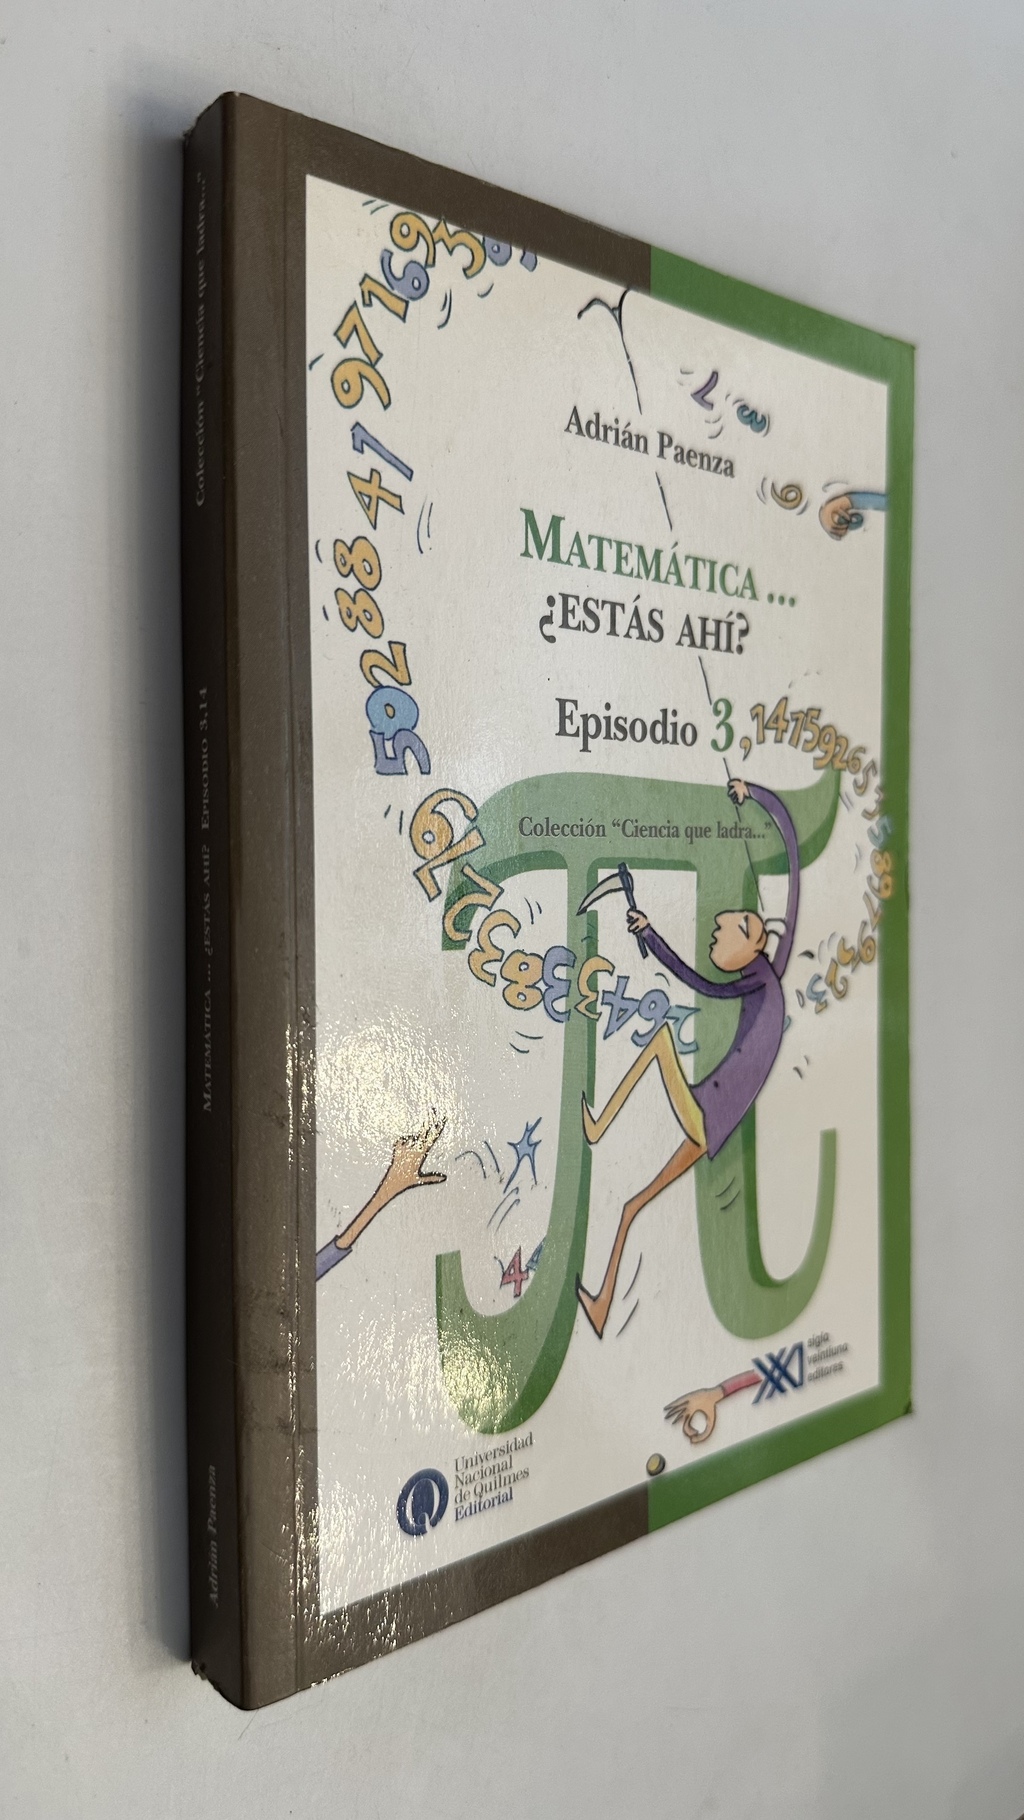 Adrián Paenza
MATEMÁTICA...
¿ESTÁS AHÍ?
Episodio 3,1415926535897932
Colección "Ciencia que ladra..."
Universidad
Nacional
de Quilmes
Editorial
siglo
veintiuno
editores
Colección "Ciencia que ladra..."
MATEMÁTICA... ¿ESTÁS AHÍ? EPISODIO 3.14
Adrián Paenza